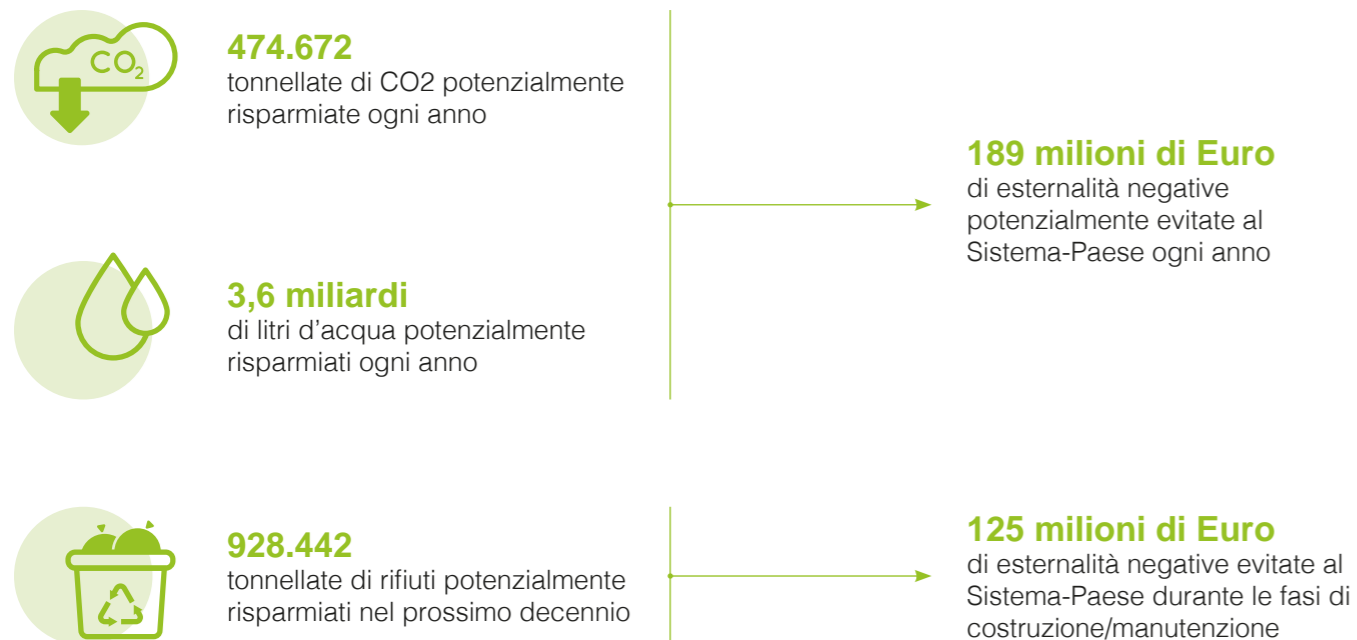 CO2
474.672
tonnellate di CO2 potenzialmente
risparmiate ogni anno
3,6 miliardi
di litri d'acqua potenzialmente
risparmiati ogni anno
189 milioni di Euro
di esternalità negative
potenzialmente evitate al
Sistema-Paese ogni anno
928.442
tonnellate di rifiuti potenzialmente
risparmiati nel prossimo decennio
125 milioni di Euro
di esternalità negative evitate al
Sistema-Paese durante le fasi di
costruzione/manutenzione